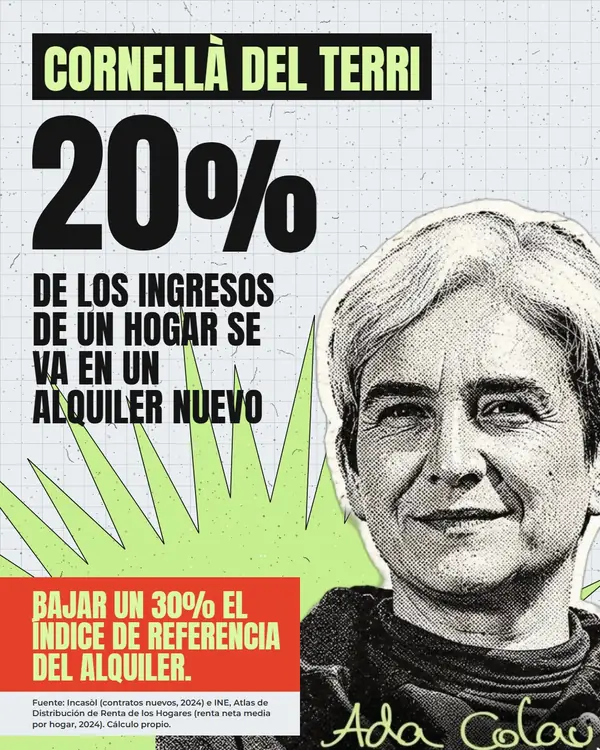 CORNELLÀ DEL TERRI
20%
DE LOS INGRESOS
DE UN HOGAR SE
VA EN UN
ALQUILER NUEVO
BAJAR UN 30% EL
ÍNDICE DE REFERENCIA
DEL ALQUILER.
Fuente: Incasòl (contratos nuevos, 2024) e INE, Atlas de
Distribución de Renta de los Hogares (renta neta media
por hogar, 2024). Cálculo propio.
Ada Colau